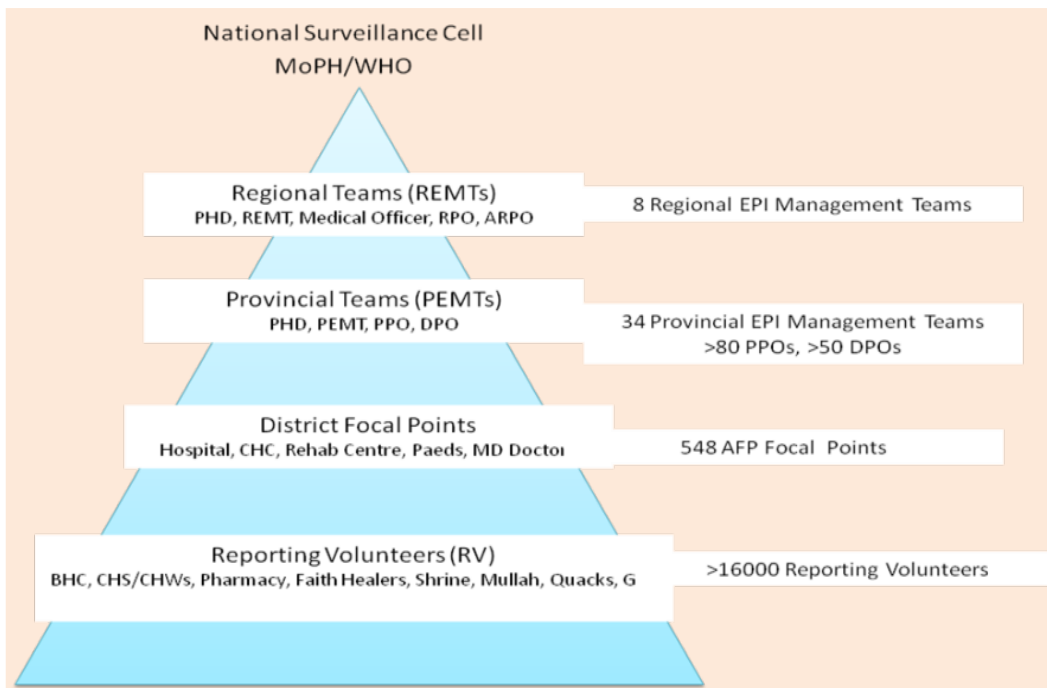 National Surveillance Cell
MoPH/WHO
Regional Teams (REMTs)
PHD, REMT, Medical Officer, RPO, ARPO
8 Regional EPI Management Teams
Provincial Teams (PEMTs)
PHD, PEMT, PPO, DPO
34 Provincial EPI Management Teams
>80 PPOs, >50 DPOs
District Focal Points
Hospital, CHC, Rehab Centre, Paeds, MD Doctor
548 AFP Focal Points
Reporting Volunteers (RV)
BHC, CHS/CHWs, Pharmacy, Faith Healers, Shrine, Mullah, Quacks, G
>16000 Reporting Volunteers